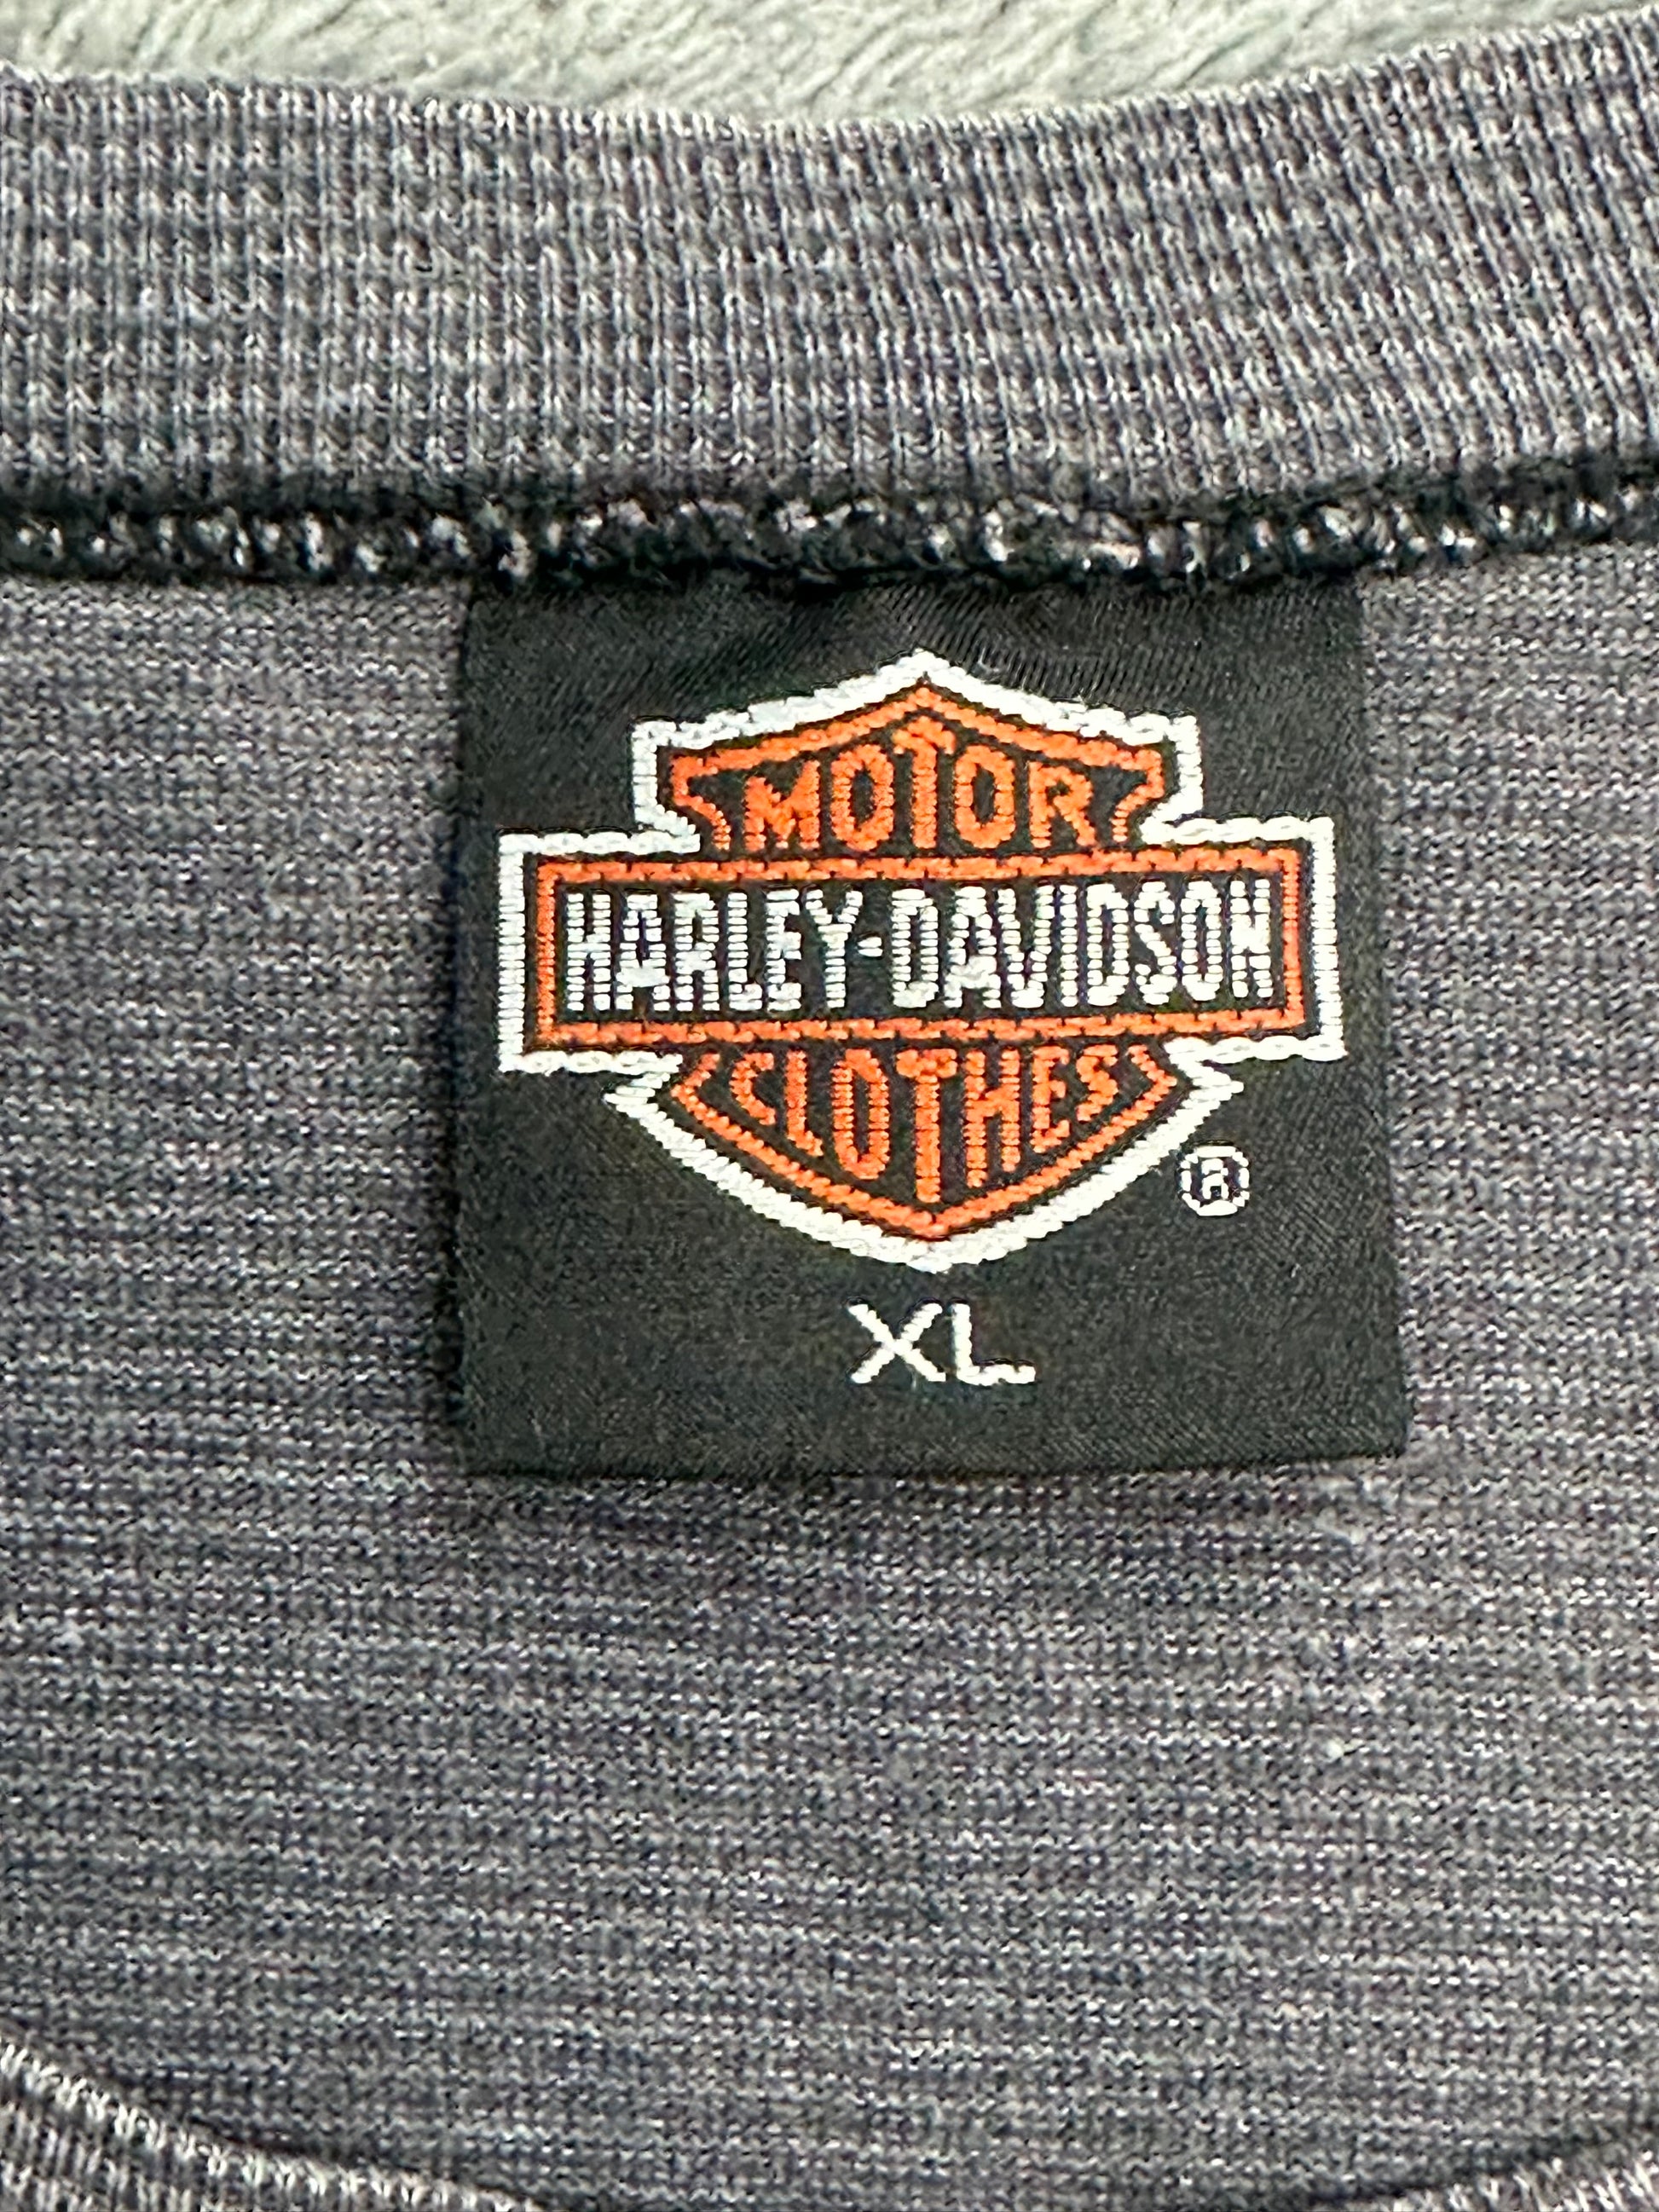 MOTOR
HARLEY-DAVIDSON
CLOTHES
®
XL